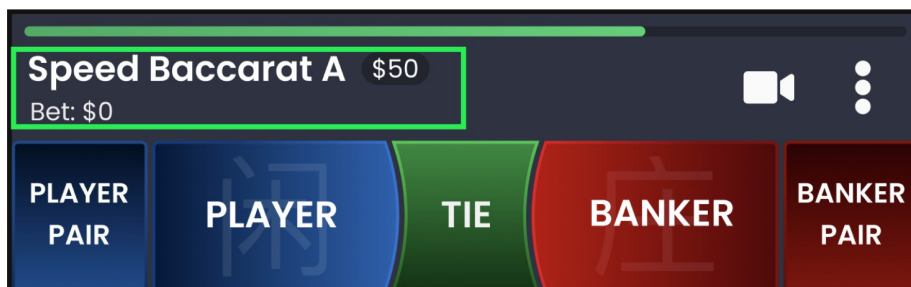 Speed Baccarat A $50
Bet: $0
PLAYER PAIR
闲 PLAYER
TIE
庄 BANKER
BANKER PAIR